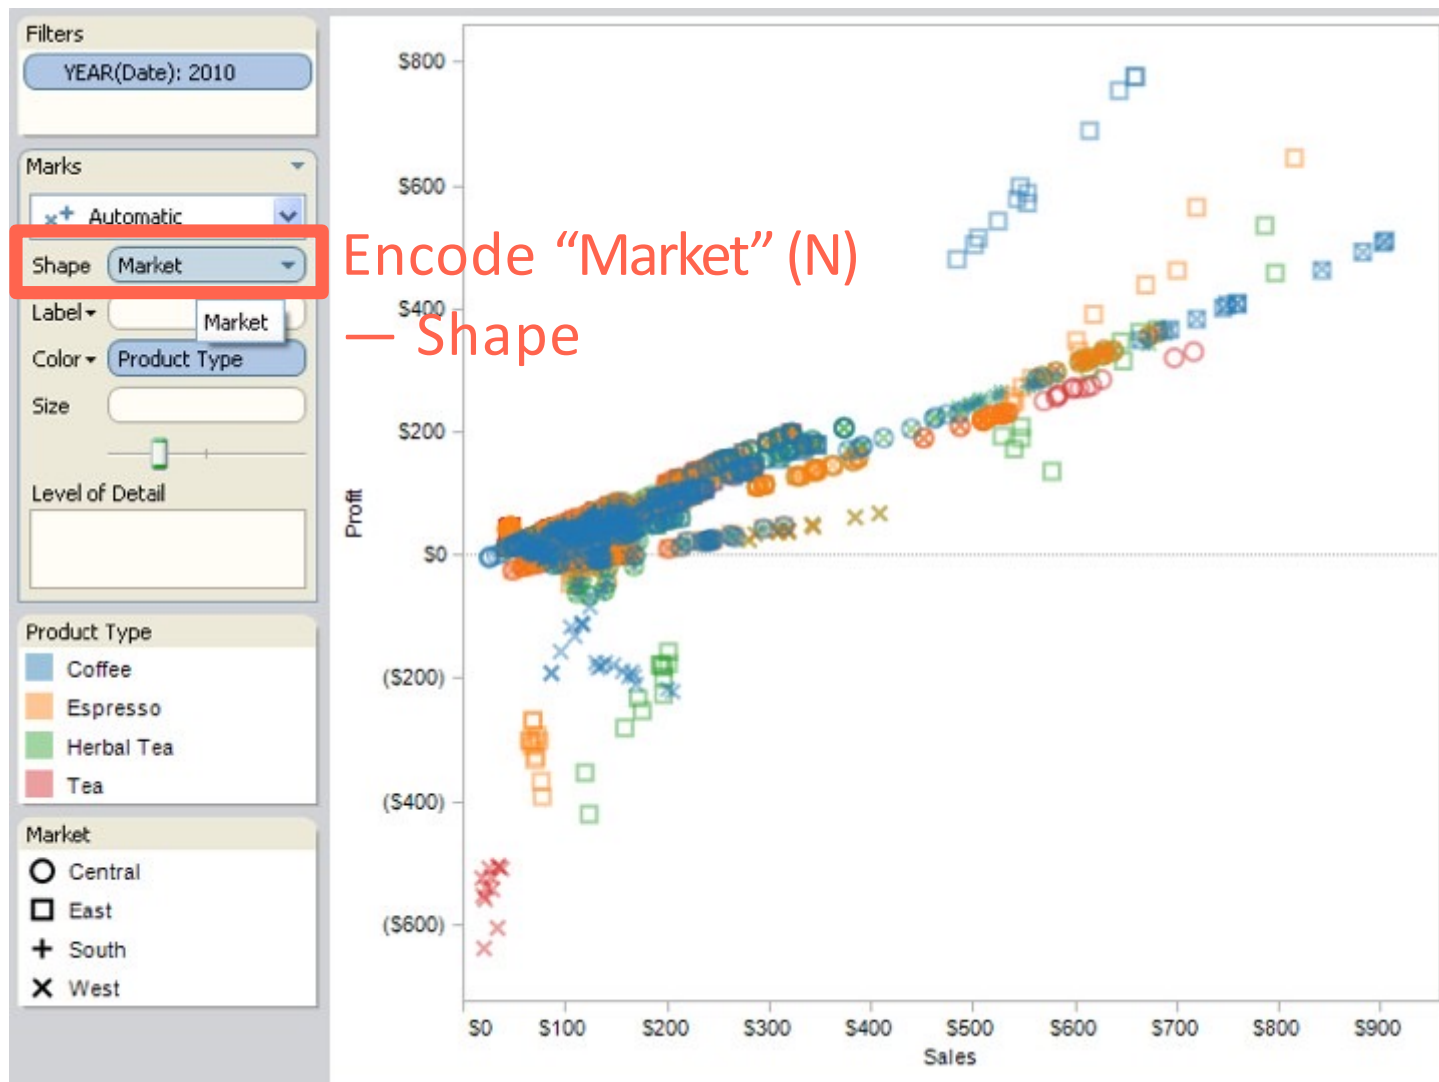 Filters
YEAR(Date): 2010
Marks
Automatic
Shape Market
Label
Market
Color Product Type
Size
Level of Detail
Product Type
Coffee
Espresso
Herbal Tea
Tea
Market
Central
East
South
West
Encode “Market” (N)
— Shape
$800
$600
$400
$200
$0
($200)
($400)
($600)
Profit
$0 $100 $200 $300 $400 $500 $600 $700 $800 $900
Sales